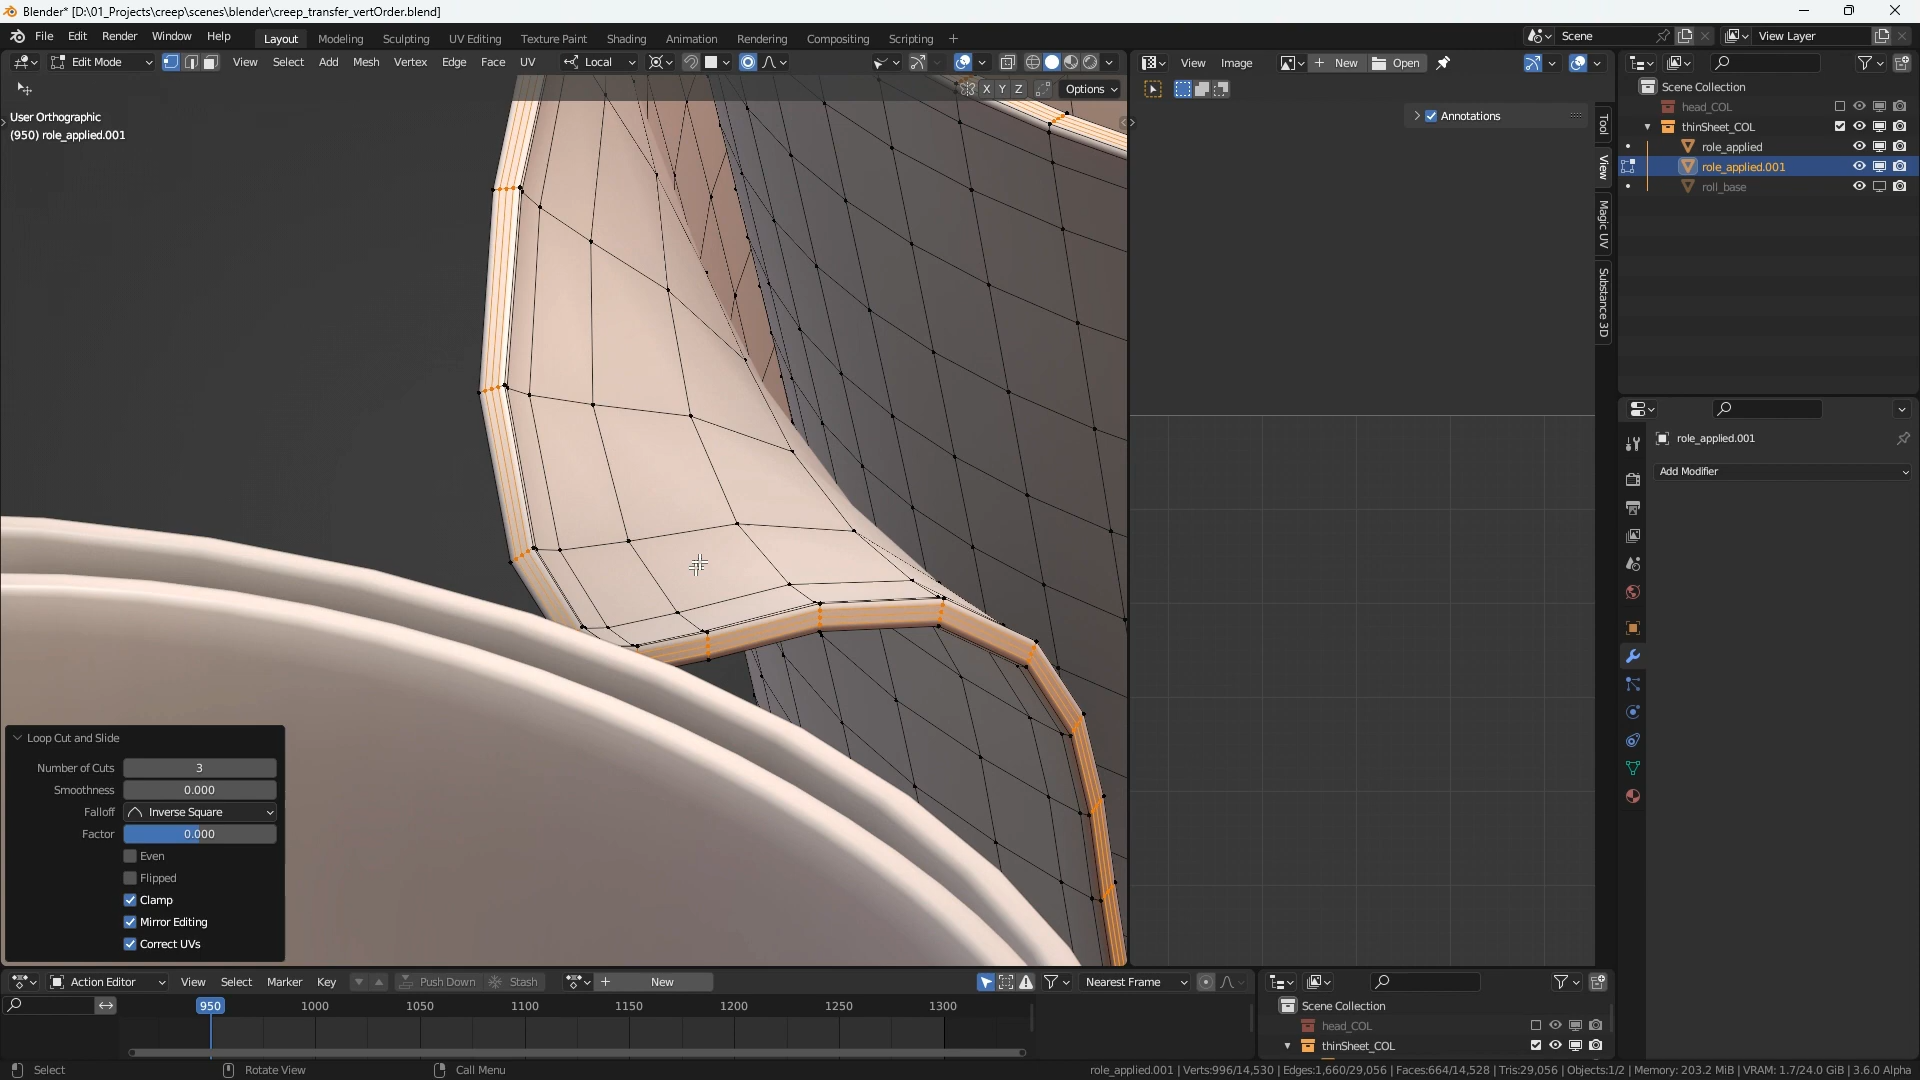 Blender* [D:\01_Projects\creep\scenes\blender\creep_transfer_vertOrder.blend]
File Edit Render Window Help Layout Modeling Sculpting UV Editing Texture Paint Shading Animation Rendering Compositing Scripting + Scene View Layer
Edit Mode View Select Add Mesh Vertex Edge Face UV Local View Image + New Open
X Y Z Options
User Orthographic
(950) role_applied.001
Annotations
Tool
View
Magic UV
Substance 3D
Scene Collection
head_COL
thinSheet_COL
role_applied
role_applied.001
roll_base
role_applied.001
Add Modifier
Loop Cut and Slide
Number of Cuts 3
Smoothness 0.000
Falloff Inverse Square
Factor 0.000
Even
Flipped
Clamp
Mirror Editing
Correct UVs
Action Editor View Select Marker Key Push Down Stash + New Nearest Frame
950 1000 1050 1100 1150 1200 1250 1300
Scene Collection
head_COL
thinSheet_COL
Select Rotate View Call Menu role_applied.001 | Verts:996/14,530 | Edges:1,660/29,056 | Faces:664/14,528 | Tris:29,056 | Objects:1/2 | Memory: 203.2 MiB | VRAM: 1.7/24.0 GiB | 3.6.0 Alpha